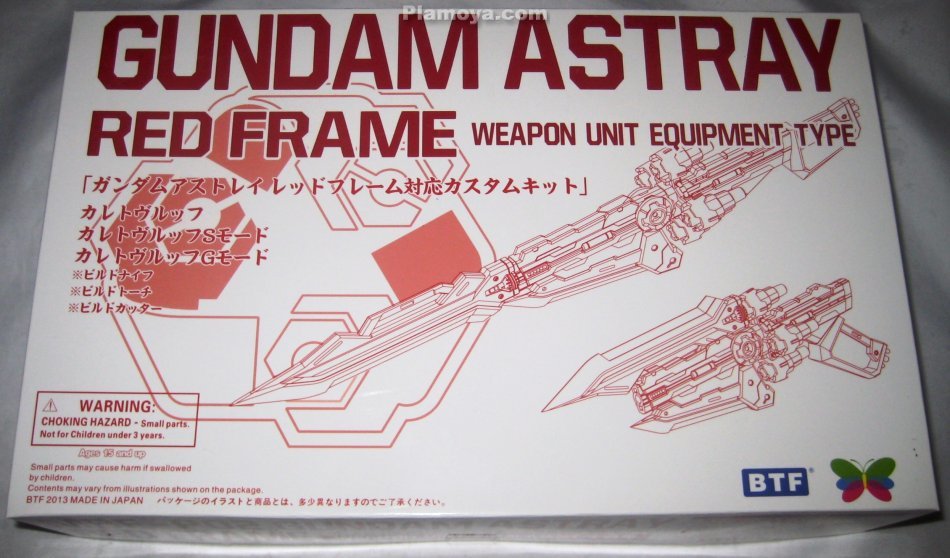 Plamoya.com
GUNDAM ASTRAY
RED FRAME WEAPON UNIT EQUIPMENT TYPE
「ガンダムアストレイレッドフレーム対応カスタムキット」
カレトヴルッフ
カレトヴルッフSモード
カレトヴルッフGモード
※ビルドナイフ
※ビルドトーチ
※ビルドカッター
⚠ WARNING:
CHOKING HAZARD - Small parts.
Not for Children under 3 years.
Ages 15 and up
Small parts may cause harm if swallowed
by children.
Contents may vary from illustrations shown on the package.
BTF 2013 MADE IN JAPAN パッケージのイラストと商品とは、多少異なりますのでご了承ください。
BTF®